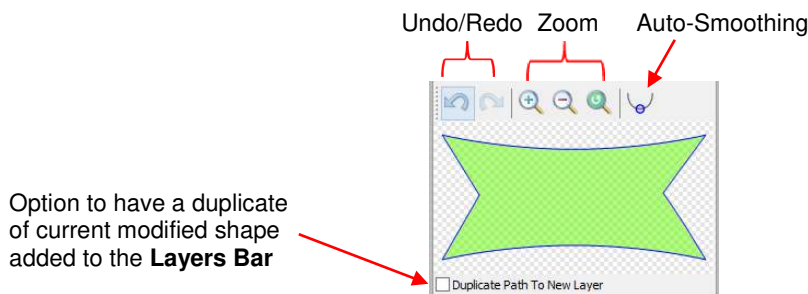 Undo/Redo Zoom Auto-Smoothing
Option to have a duplicate
of current modified shape
added to the Layers Bar
Duplicate Path To New Layer